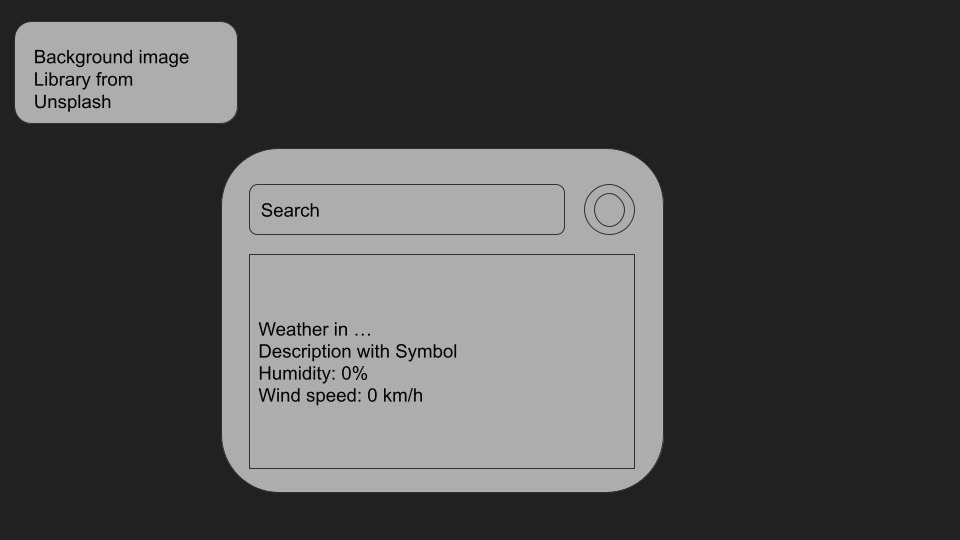 Background image
Library from
Unsplash
Search
Weather in …
Description with Symbol
Humidity: 0%
Wind speed: 0 km/h